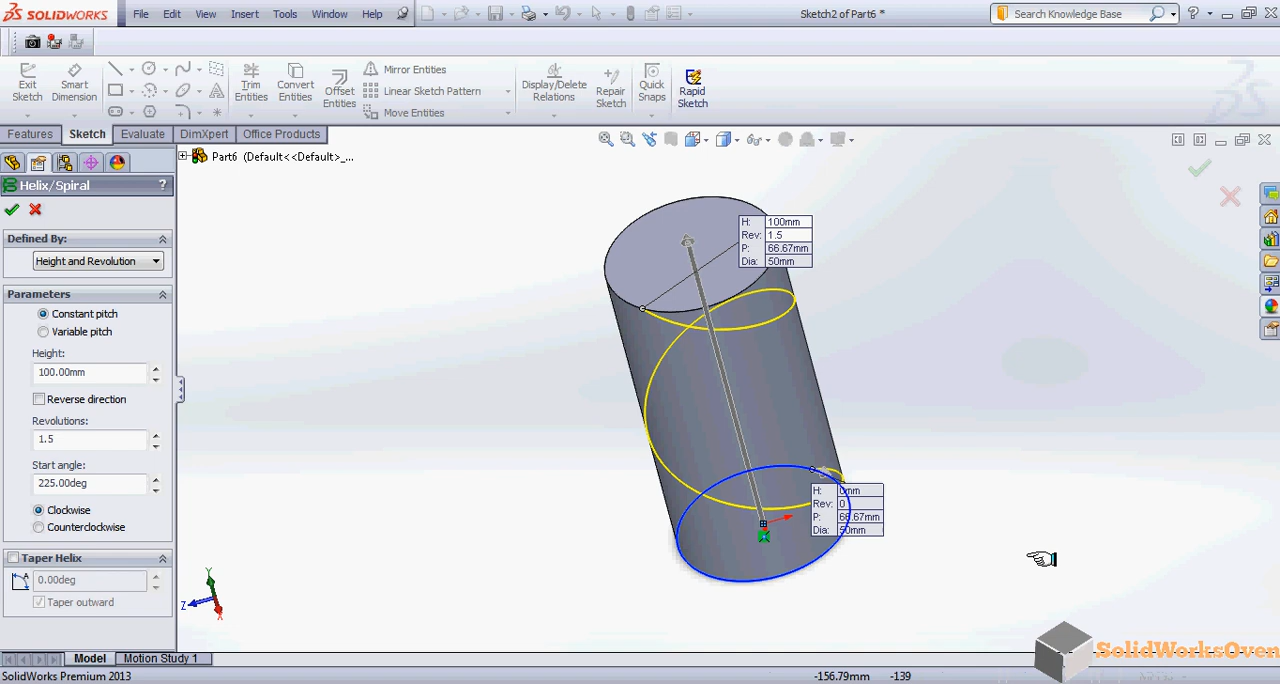 SOLIDWORKS File Edit View Insert Tools Window Help Sketch2 of Part6 * Search Knowledge Base ?
Exit Sketch
Smart Dimension
Trim Entities
Convert Entities
Offset Entities
Mirror Entities
Linear Sketch Pattern
Move Entities
Display/Delete Relations
Repair Sketch
Quick Snaps
Rapid Sketch
Features Sketch Evaluate DimXpert Office Products
Part6 (Default<<Default>_...
Helix/Spiral ?
Defined By:
Height and Revolution
Parameters
Constant pitch
Variable pitch
Height:
100.00mm
Reverse direction
Revolutions:
1.5
Start angle:
225.00deg
Clockwise
Counterclockwise
Taper Helix
0.00deg
Taper outward
H: 100mm
Rev: 1.5
P: 66.67mm
Dia: 50mm
H: 0mm
Rev: 0
P: 66.67mm
Dia: 50mm
Y
Z
X
SolidWorksOven
Model Motion Study 1
SolidWorks Premium 2013 -156.79mm -139